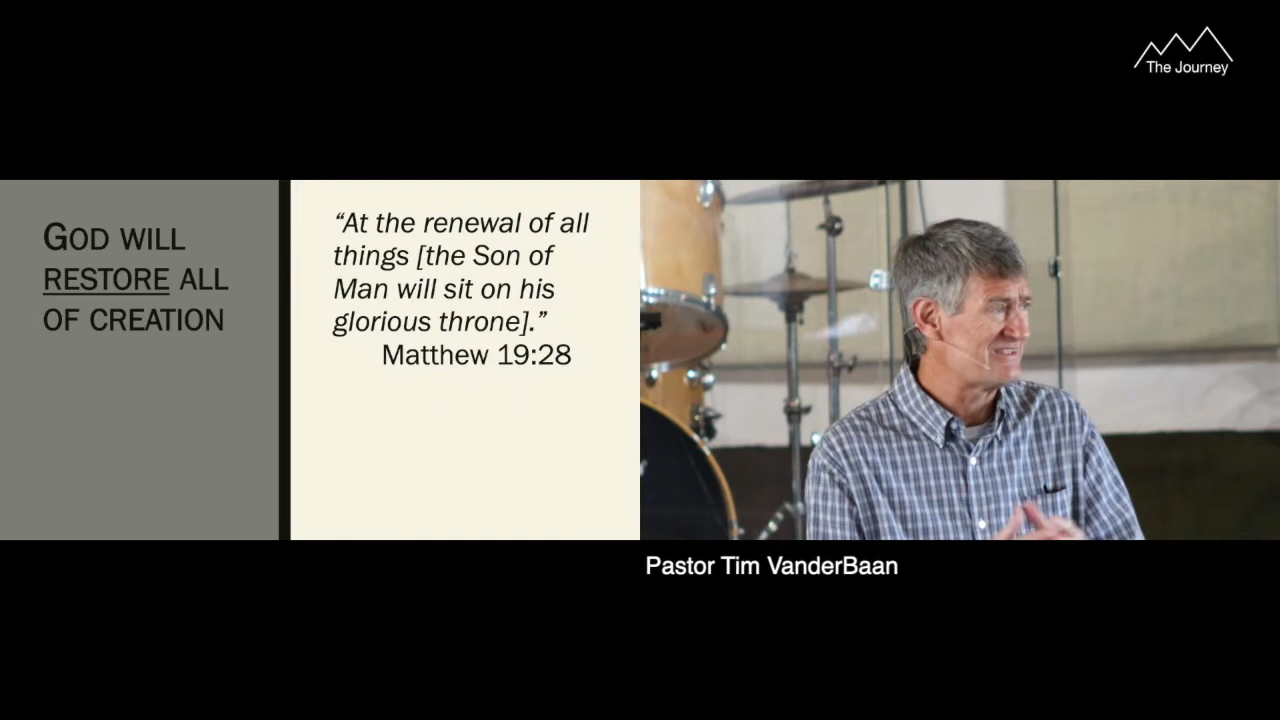 The Journey
GOD WILL
RESTORE ALL
OF CREATION
“At the renewal of all
things [the Son of
Man will sit on his
glorious throne].”
Matthew 19:28
Pastor Tim VanderBaan